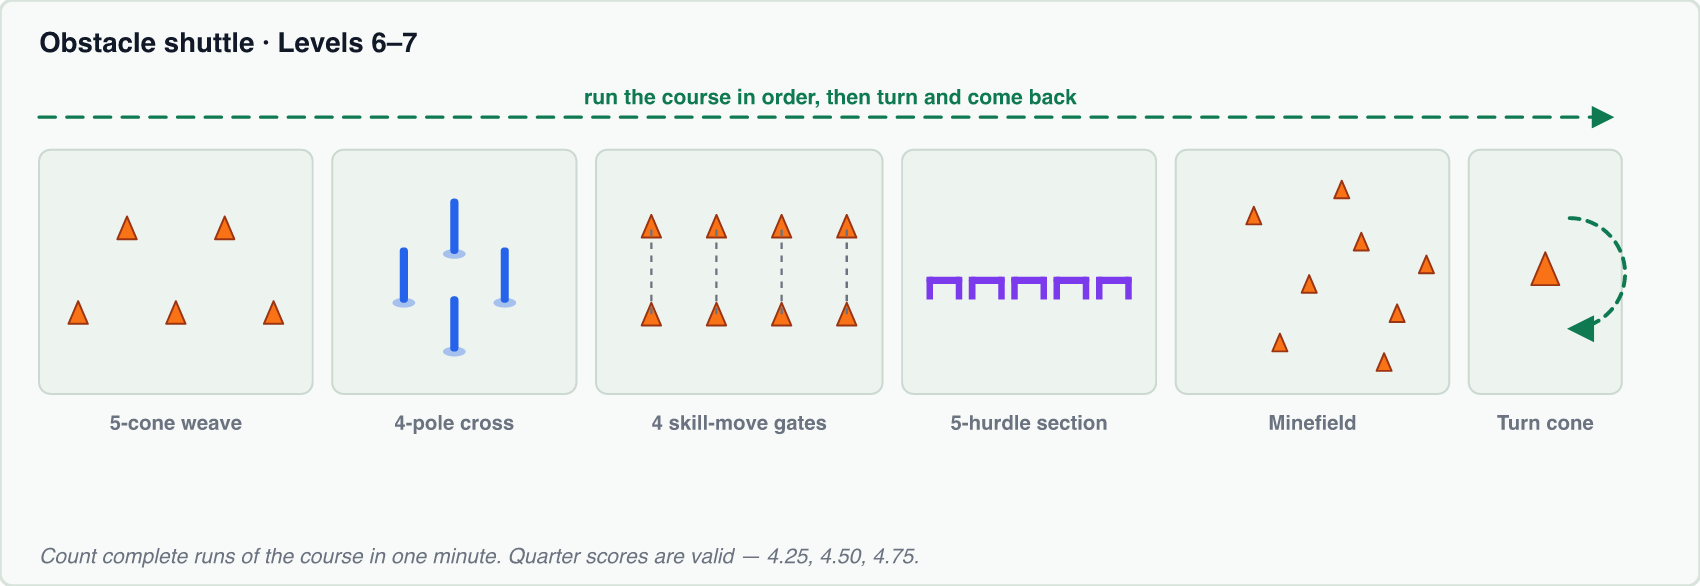 Obstacle shuttle · Levels 6–7
run the course in order, then turn and come back
5-cone weave
4-pole cross
4 skill-move gates
5-hurdle section
Minefield
Turn cone
Count complete runs of the course in one minute. Quarter scores are valid — 4.25, 4.50, 4.75.